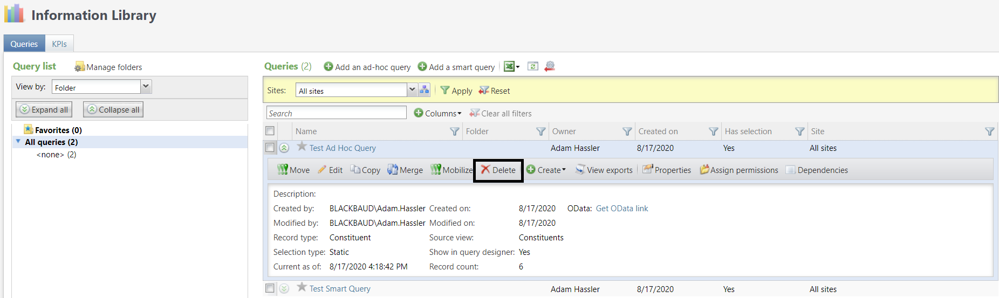 Information Library
Queries KPIs
Query list Manage folders
View by: Folder
Expand all Collapse all
Favorites (0)
All queries (2)
<none> (2)
Queries (2) Add an ad-hoc query Add a smart query
Sites: All sites Apply Reset
Search Columns Clear all filters
Name Folder Owner Created on Has selection Site
Test Ad Hoc Query Adam Hassler 8/17/2020 Yes All sites
Move Edit Copy Merge Mobilize Delete Create View exports Properties Assign permissions Dependencies
Description:
Created by: BLACKBAUD\Adam.Hassler Created on: 8/17/2020 OData: Get OData link
Modified by: BLACKBAUD\Adam.Hassler Modified on: 8/17/2020
Record type: Constituent Source view: Constituents
Selection type: Static Show in query designer: Yes
Current as of: 8/17/2020 4:18:42 PM Record count: 6
Test Smart Query Adam Hassler 8/17/2020 Yes All sites